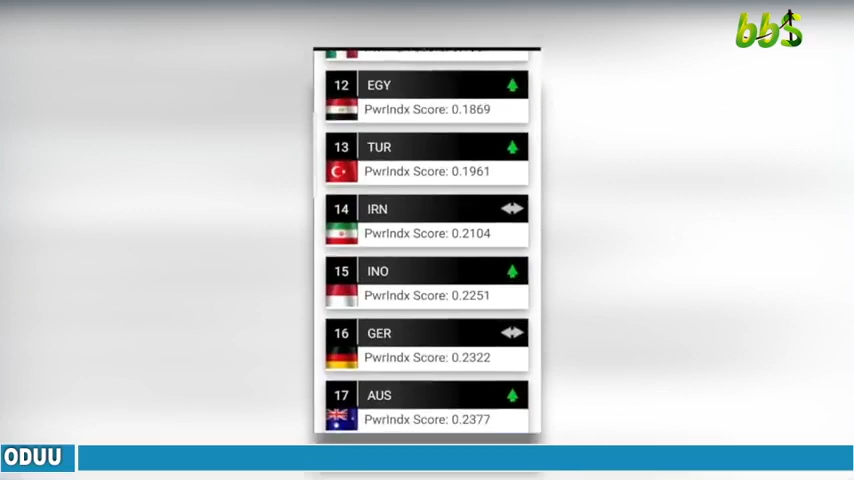 bbS
12 EGY
PwrIndx Score: 0.1869
13 TUR
PwrIndx Score: 0.1961
14 IRN
PwrIndx Score: 0.2104
15 INO
PwrIndx Score: 0.2251
16 GER
PwrIndx Score: 0.2322
17 AUS
PwrIndx Score: 0.2377
ODUU